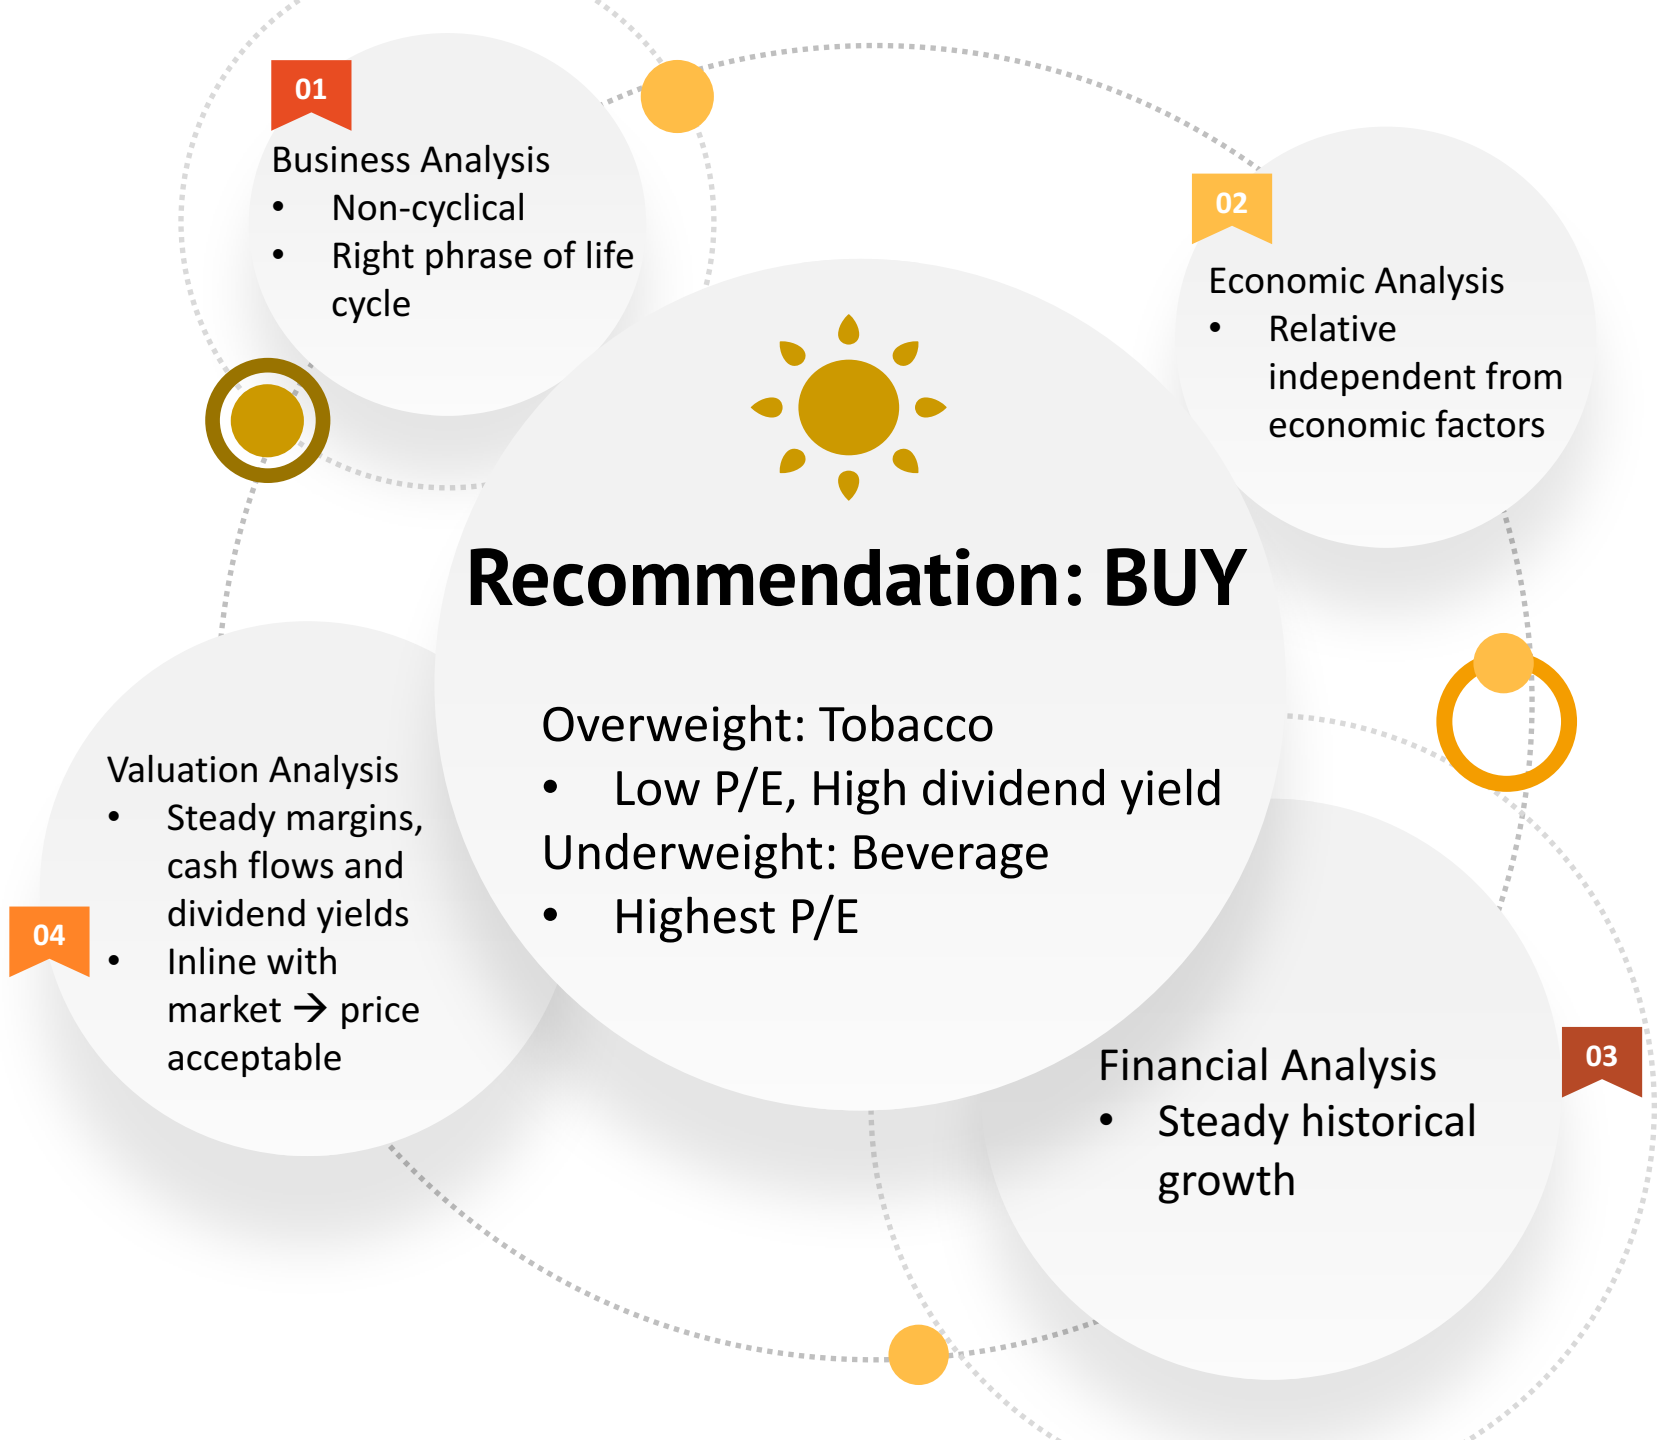 01
Business Analysis
• Non-cyclical
• Right phrase of life
cycle
02
Economic Analysis
• Relative
independent from
economic factors
Recommendation: BUY
Overweight: Tobacco
• Low P/E, High dividend yield
Underweight: Beverage
• Highest P/E
03
Financial Analysis
• Steady historical
growth
04
Valuation Analysis
• Steady margins,
cash flows and
dividend yields
• Inline with
market → price
acceptable